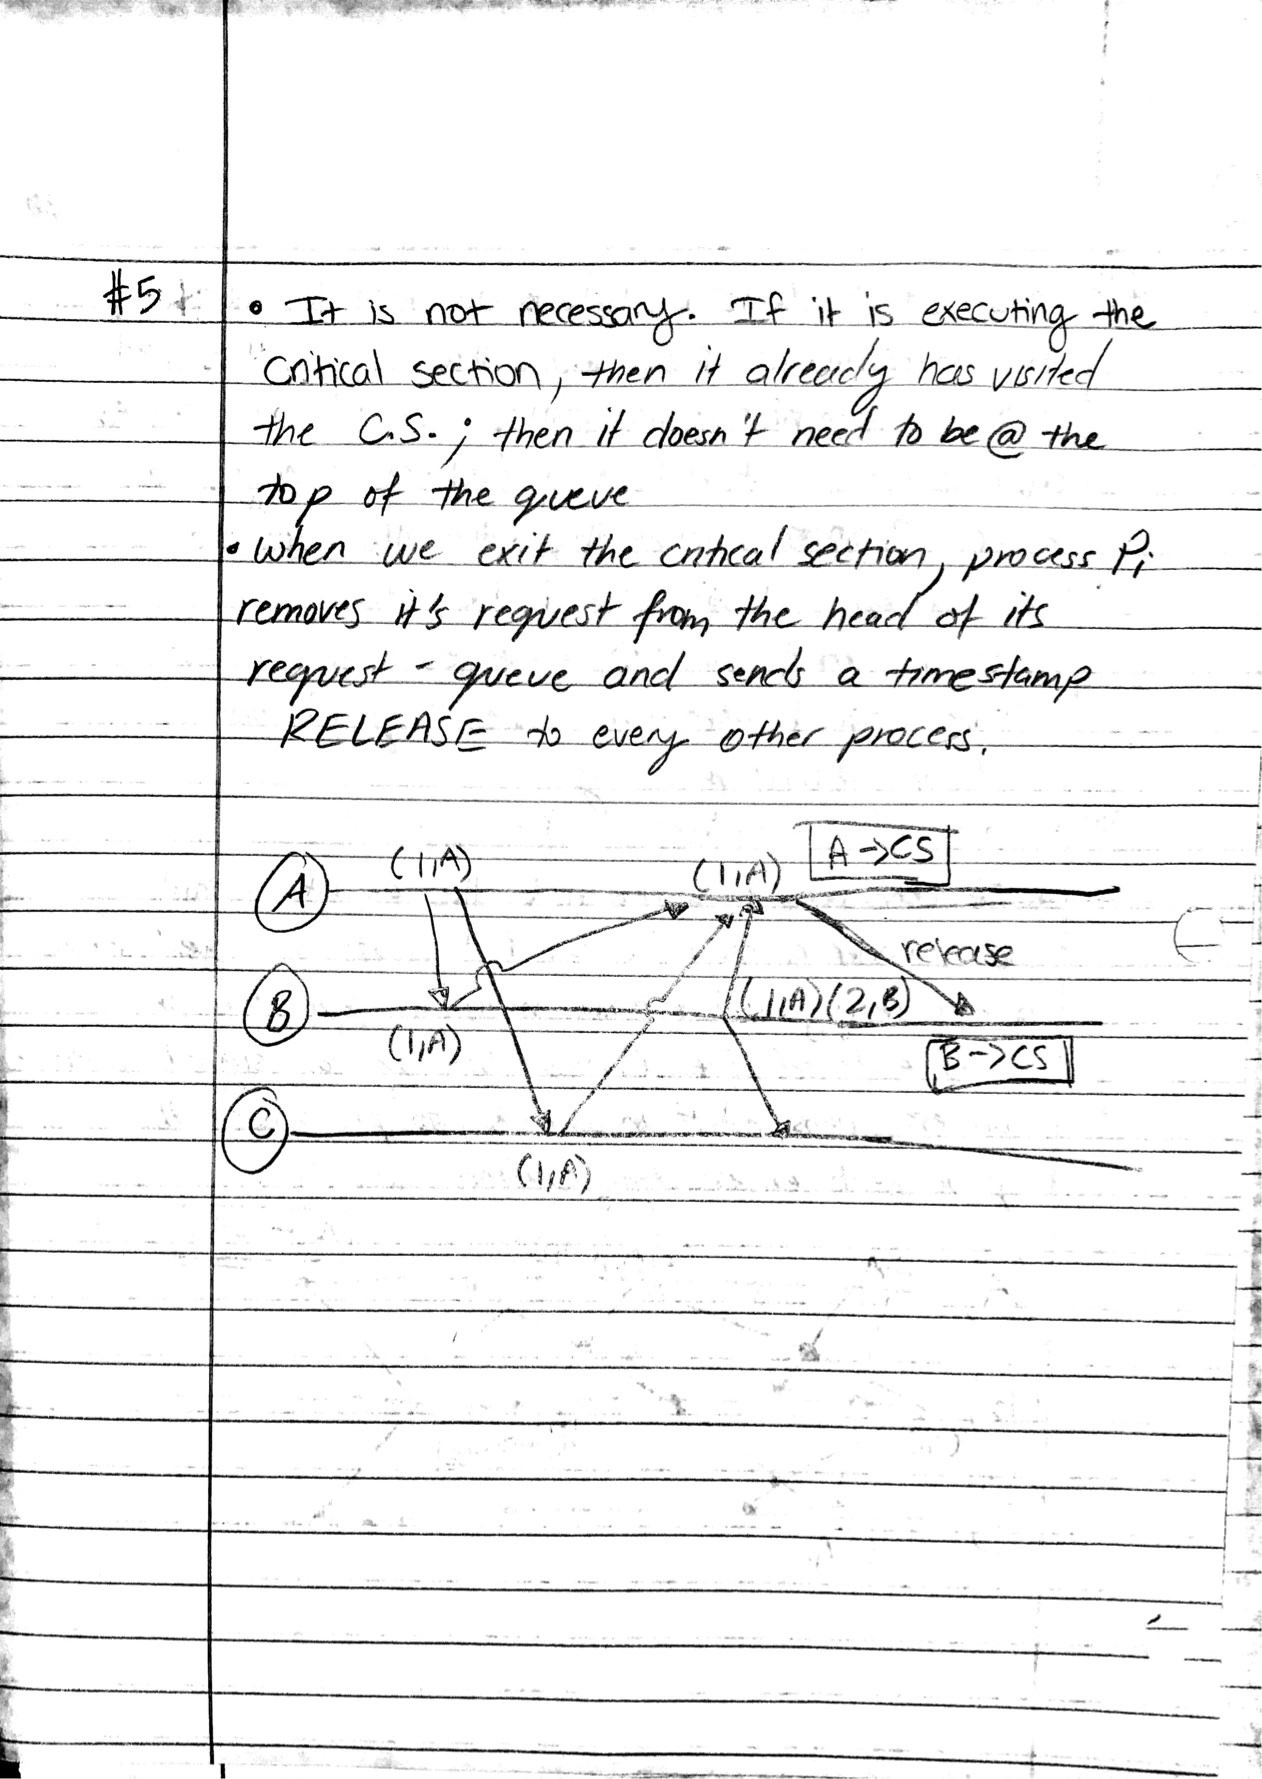 #5
• It is not necessary. If it is executing the
critical section, then it already has visited
the C.S. ; then it doesn't need to be @ the
top of the queue
• When we exit the critical section, process Pi
removes it's request from the head of its
request - queue and sends a timestamp
RELEASE to every other process.
(1,A) (1,A) A->CS
A
release
B (1,A)(2,B)
(1,A) B->CS
C
(1,A)